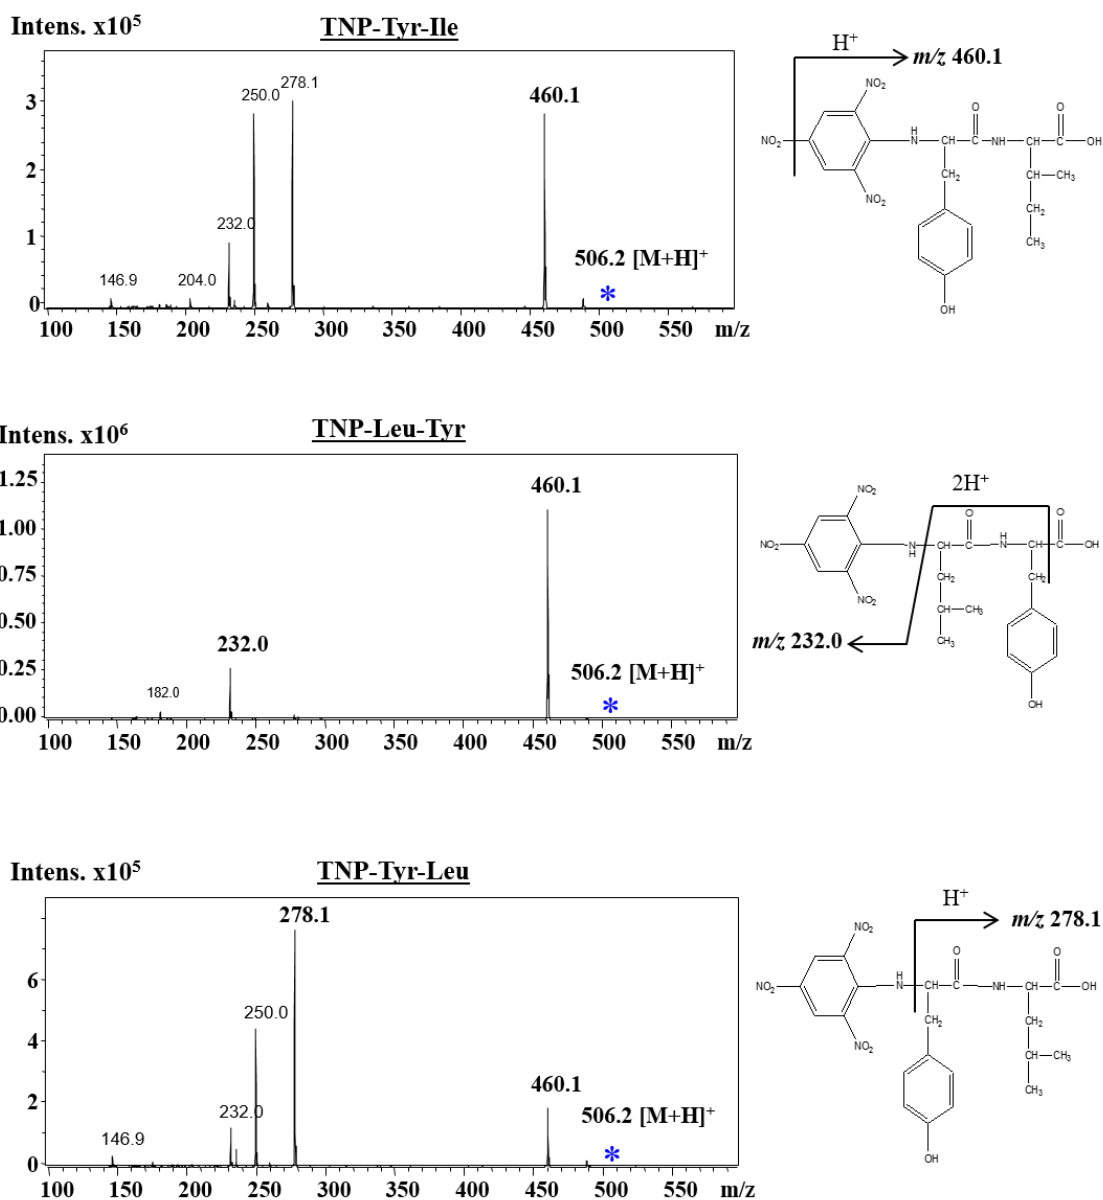 Intens. x10⁵
TNP-Tyr-Ile
3
2
1
0
146.9
204.0
232.0
250.0
278.1
460.1
506.2 [M+H]⁺
*
100 150 200 250 300 350 400 450 500 550 m/z
H⁺
m/z 460.1
NO₂
NO₂
NO₂
H
N
CH
O
C
NH
CH
O
C
OH
CH₂
CH
CH₃
CH₂
CH₃
OH
Intens. x10⁶
TNP-Leu-Tyr
1.25
1.00
0.75
0.50
0.25
0.00
182.0
232.0
460.1
506.2 [M+H]⁺
*
100 150 200 250 300 350 400 450 500 550 m/z
2H⁺
m/z 232.0
NO₂
NO₂
NO₂
N
H
CH
O
C
H
N
CH
O
C
OH
CH₂
CH
CH₃
CH₃
CH₂
OH
Intens. x10⁵
TNP-Tyr-Leu
6
4
2
0
146.9
232.0
250.0
278.1
460.1
506.2 [M+H]⁺
*
100 150 200 250 300 350 400 450 500 550 m/z
H⁺
m/z 278.1
NO₂
NO₂
NO₂
H
N
CH
O
C
NH
CH
O
C
OH
CH₂
CH₂
CH
CH₃
CH₃
OH